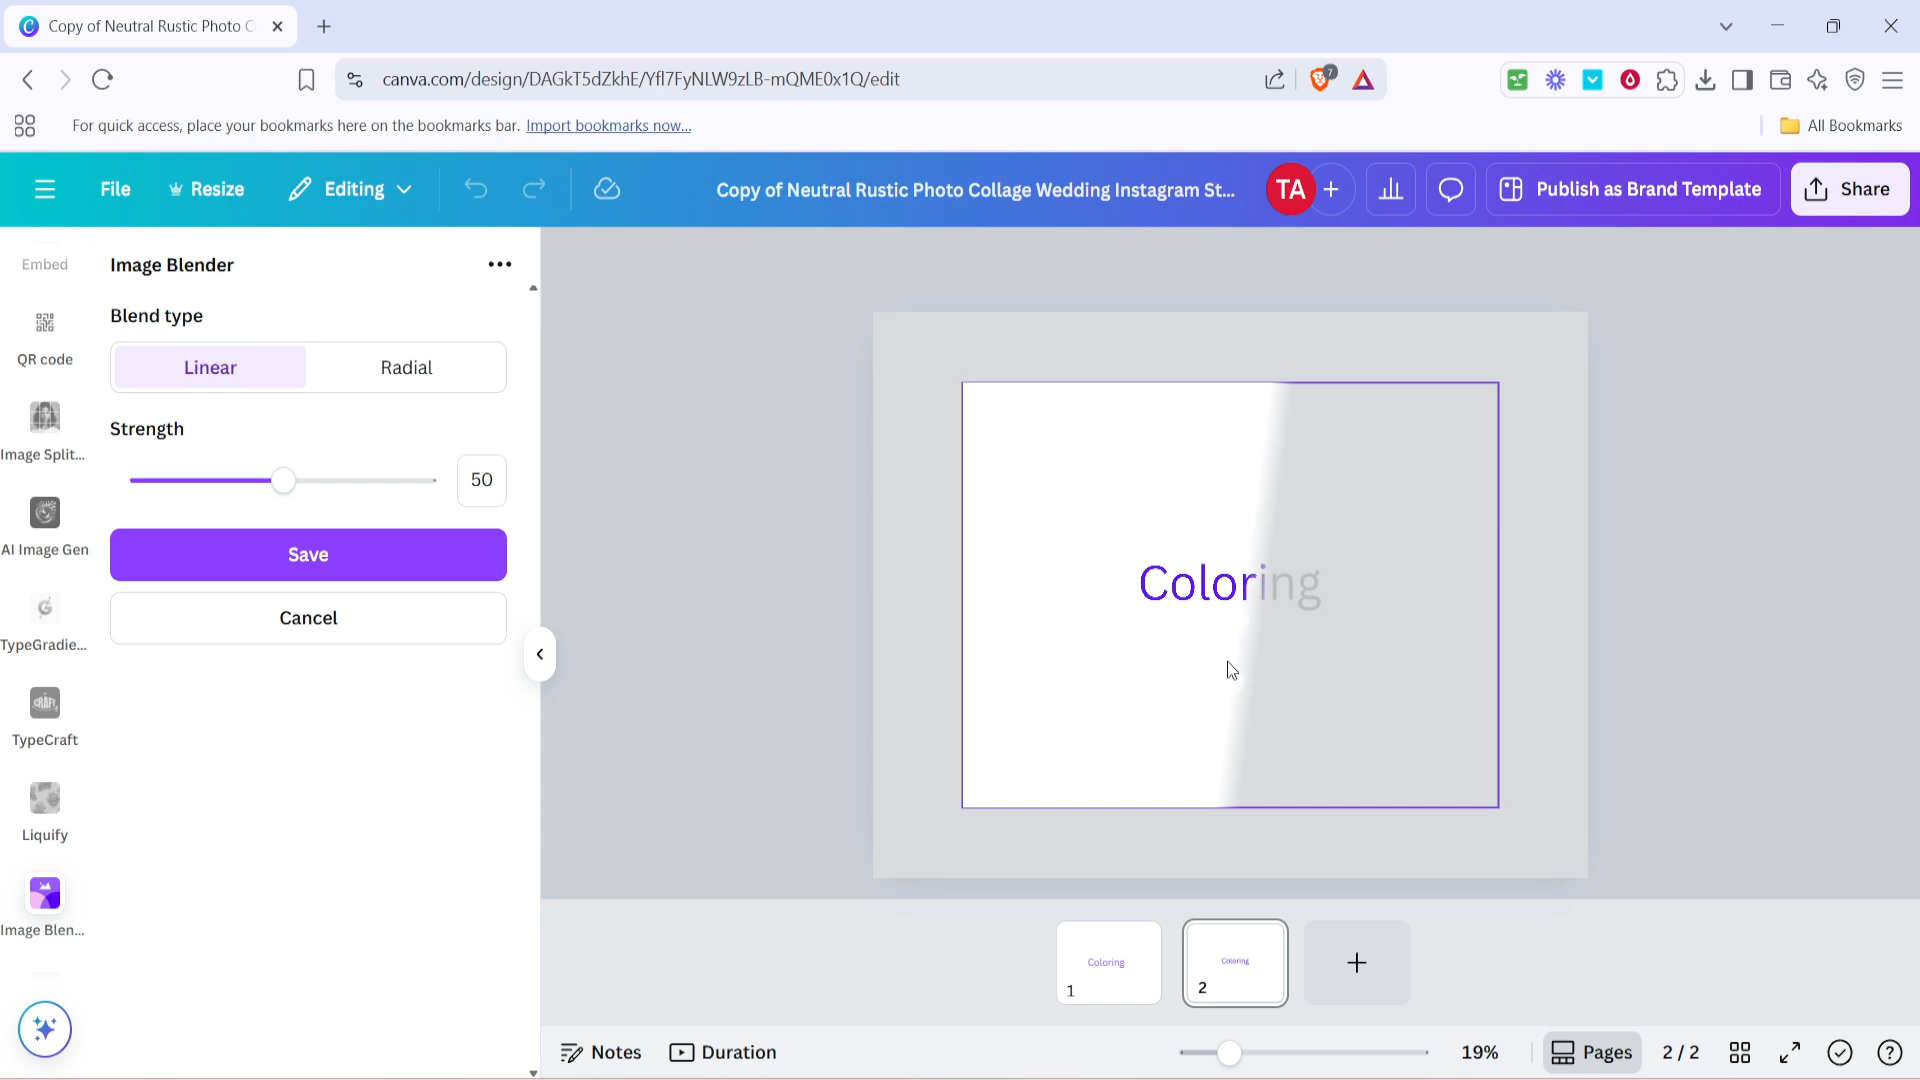 Copy of Neutral Rustic Photo C
canva.com/design/DAGkT5dZkhE/Yfl7FyNLW9zLB-mQME0x1Q/edit
7
For quick access, place your bookmarks here on the bookmarks bar. Import bookmarks now...
All Bookmarks
File
Resize
Editing
Copy of Neutral Rustic Photo Collage Wedding Instagram St...
TA
Publish as Brand Template
Share
Embed
QR code
Image Split...
AI Image Gen
TypeGradie...
CRAFT
TypeCraft
Liquify
Image Blen...
Image Blender
Blend type
Linear
Radial
Strength
50
Save
Cancel
Coloring
Coloring
1
Coloring
2
Notes
Duration
19%
Pages
2 / 2